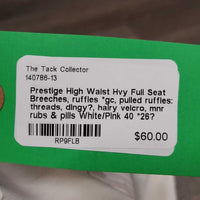 The Tack Collector
140786-13
Prestige High Waist Hvy Full Seat
Breeches, ruffles *gc, pulled ruffles:
threads, dingy?, hairy velcro, mnr
rubs & pills White/Pink 40 *26?
$60.00
RP9FLB